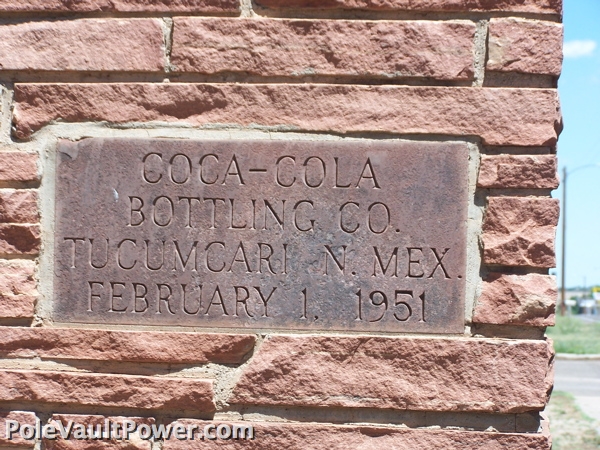 COCA-COLA
BOTTLING CO.
TUCUMCARI N. MEX.
FEBRUARY 1, 1951
PoleVaultPower.com